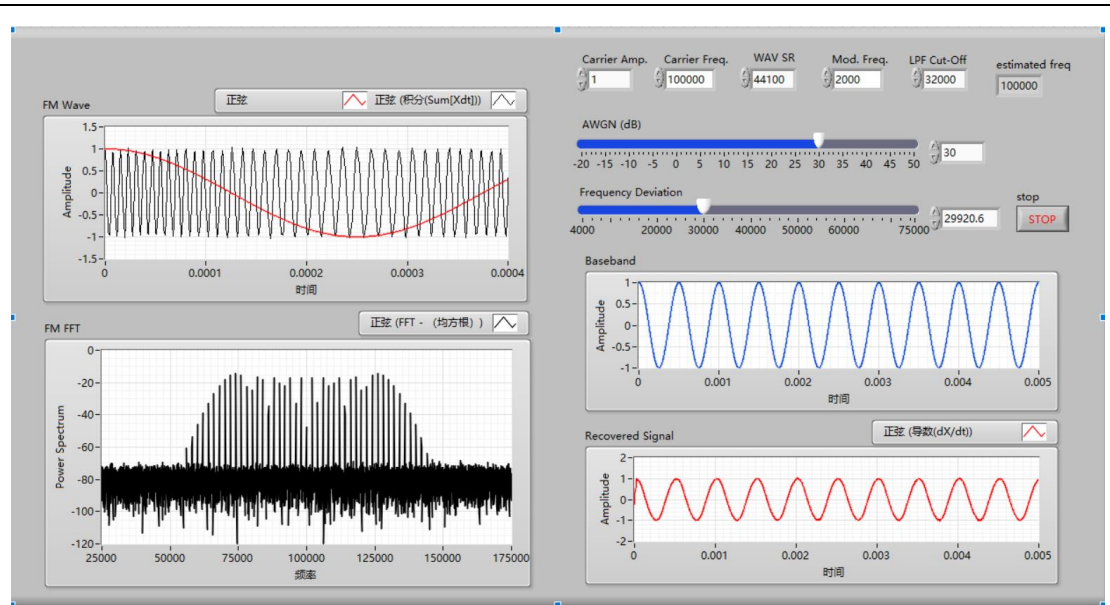 Carrier Amp. Carrier Freq. WAV SR Mod. Freq. LPF Cut-Off estimated freq
1 100000 44100 2000 32000 100000
FM Wave
正弦 正弦 (积分(Sum[Xdt]))
Amplitude
1.5
1
0.5
0
-0.5
-1
-1.5
0 0.0001 0.0002 0.0003 0.0004
时间
AWGN (dB)
-20 -15 -10 -5 0 5 10 15 20 25 30 35 40 45 50
30
Frequency Deviation
4000 20000 30000 40000 50000 60000 75000
29920.6
stop
STOP
Baseband
Amplitude
1
0.5
0
-0.5
-1
0 0.001 0.002 0.003 0.004 0.005
时间
FM FFT
正弦 (FFT - （均方根）)
Power Spectrum
0
-20
-40
-60
-80
-100
-120
25000 50000 75000 100000 125000 150000 175000
频率
Recovered Signal
正弦 (导数(dX/dt))
Amplitude
2
1
0
-1
-2
0 0.001 0.002 0.003 0.004 0.005
时间